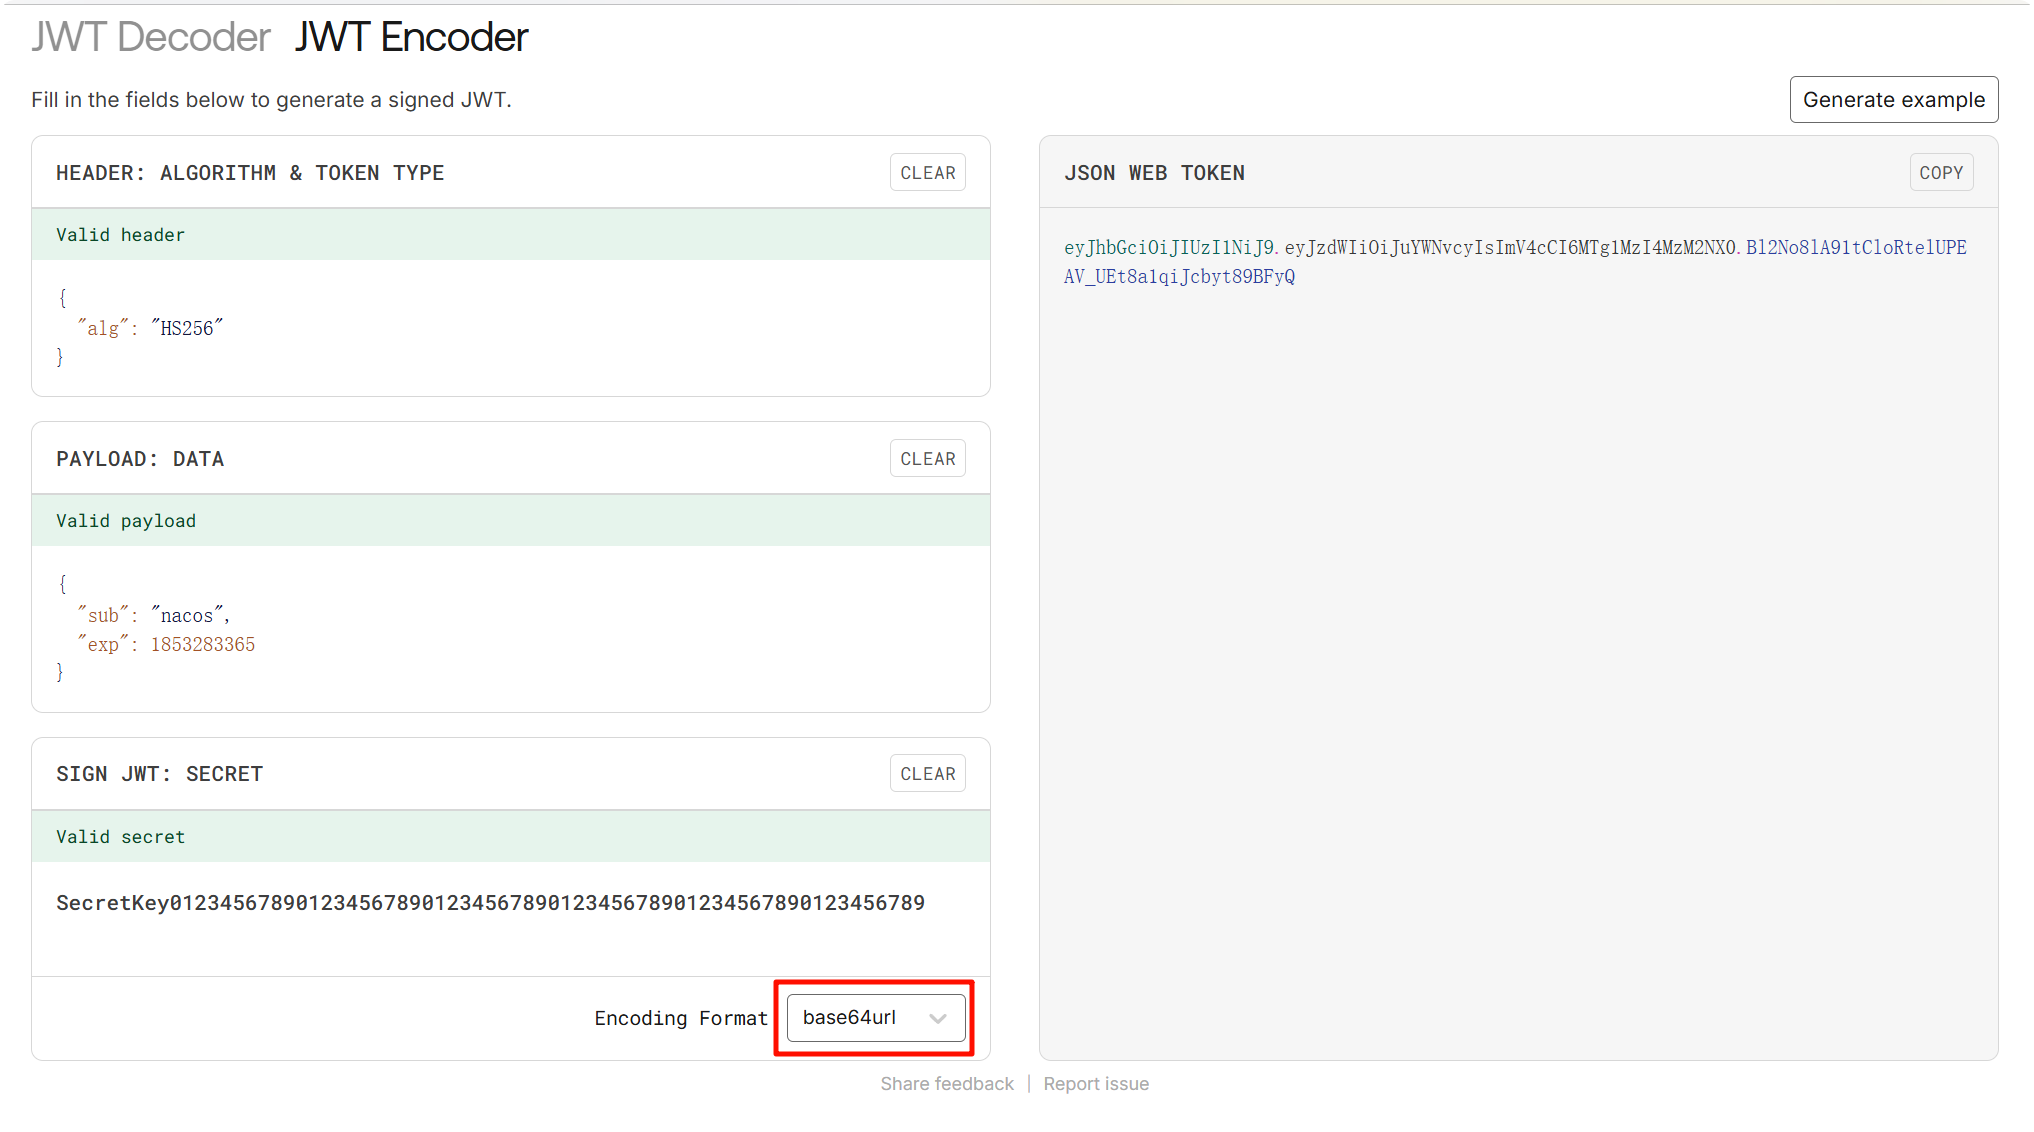 JWT Decoder JWT Encoder
Fill in the fields below to generate a signed JWT.
Generate example
HEADER: ALGORITHM & TOKEN TYPE
CLEAR
Valid header
{
"alg": "HS256"
}
PAYLOAD: DATA
CLEAR
Valid payload
{
"sub": "nacos",
"exp": 1853283365
}
SIGN JWT: SECRET
CLEAR
Valid secret
SecretKey012345678901234567890123456789012345678901234567890123456789
Encoding Format
base64url
JSON WEB TOKEN
COPY
eyJhbGciOiJIUzI1NiJ9.eyJzdWIiOiJuYWNvcyIsImV4cCI6MTg1MzI4MzM2NX0.Bl2No8lA91tCloRtelUPE
AV_UEt8a1qiJcbyt89BFyQ
Share feedback | Report issue